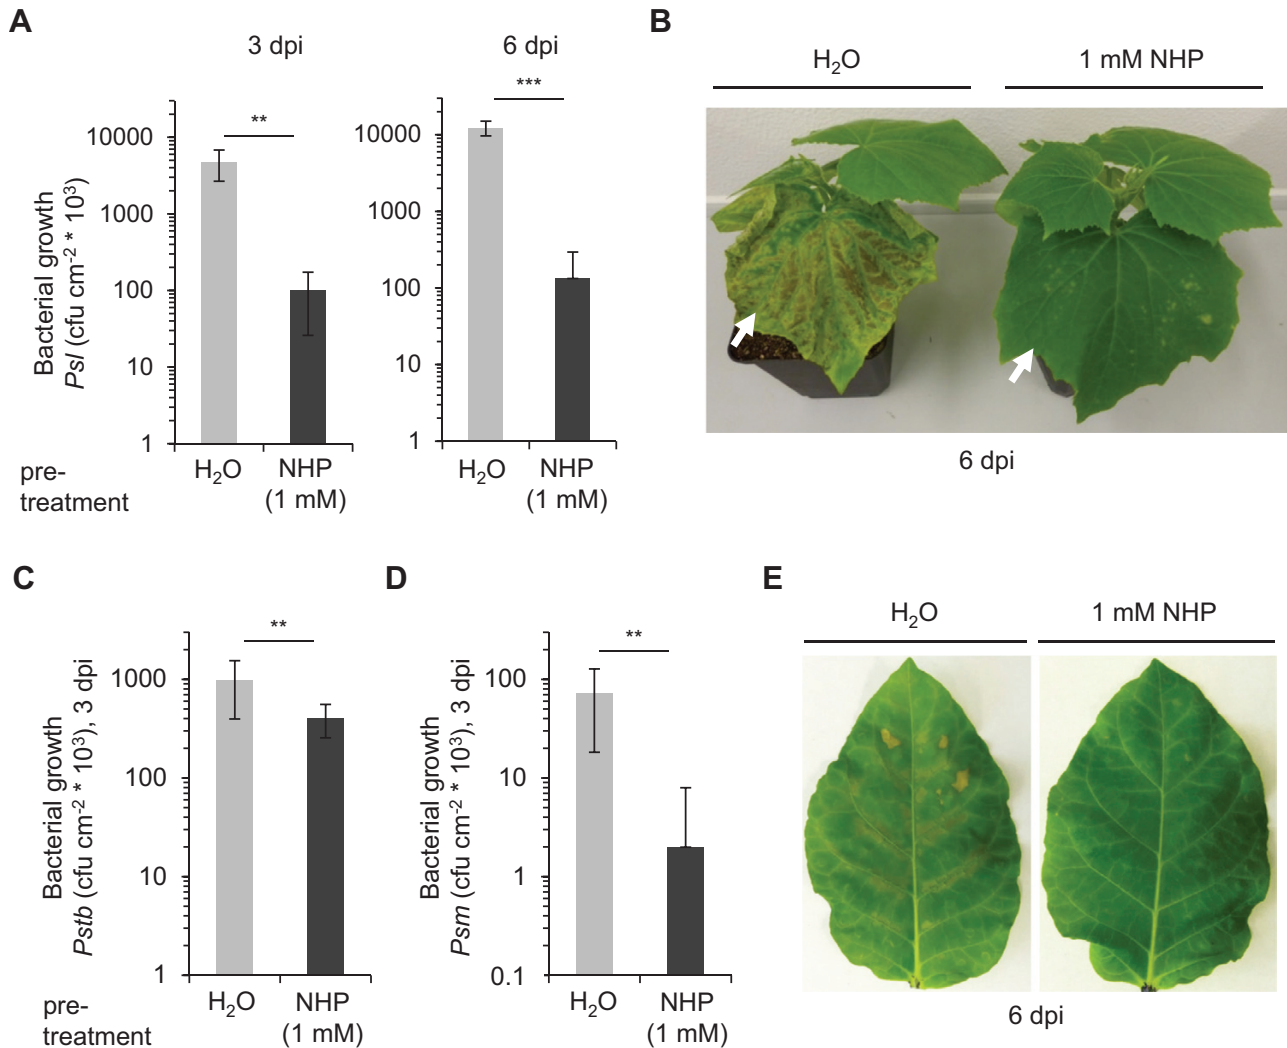 A
3 dpi
6 dpi
**
***
Bacterial growth
Psl (cfu cm⁻² * 10³)
10000
1000
100
10
1
10000
1000
100
10
1
pre-
treatment
H₂O
NHP
(1 mM)
H₂O
NHP
(1 mM)
B
H₂O
1 mM NHP
6 dpi
C
**
Bacterial growth
Pstb (cfu cm⁻² * 10³), 3 dpi
1000
100
10
1
pre-
treatment
H₂O
NHP
(1 mM)
D
**
Bacterial growth
Psm (cfu cm⁻² * 10³), 3 dpi
100
10
1
0.1
H₂O
NHP
(1 mM)
E
H₂O
1 mM NHP
6 dpi